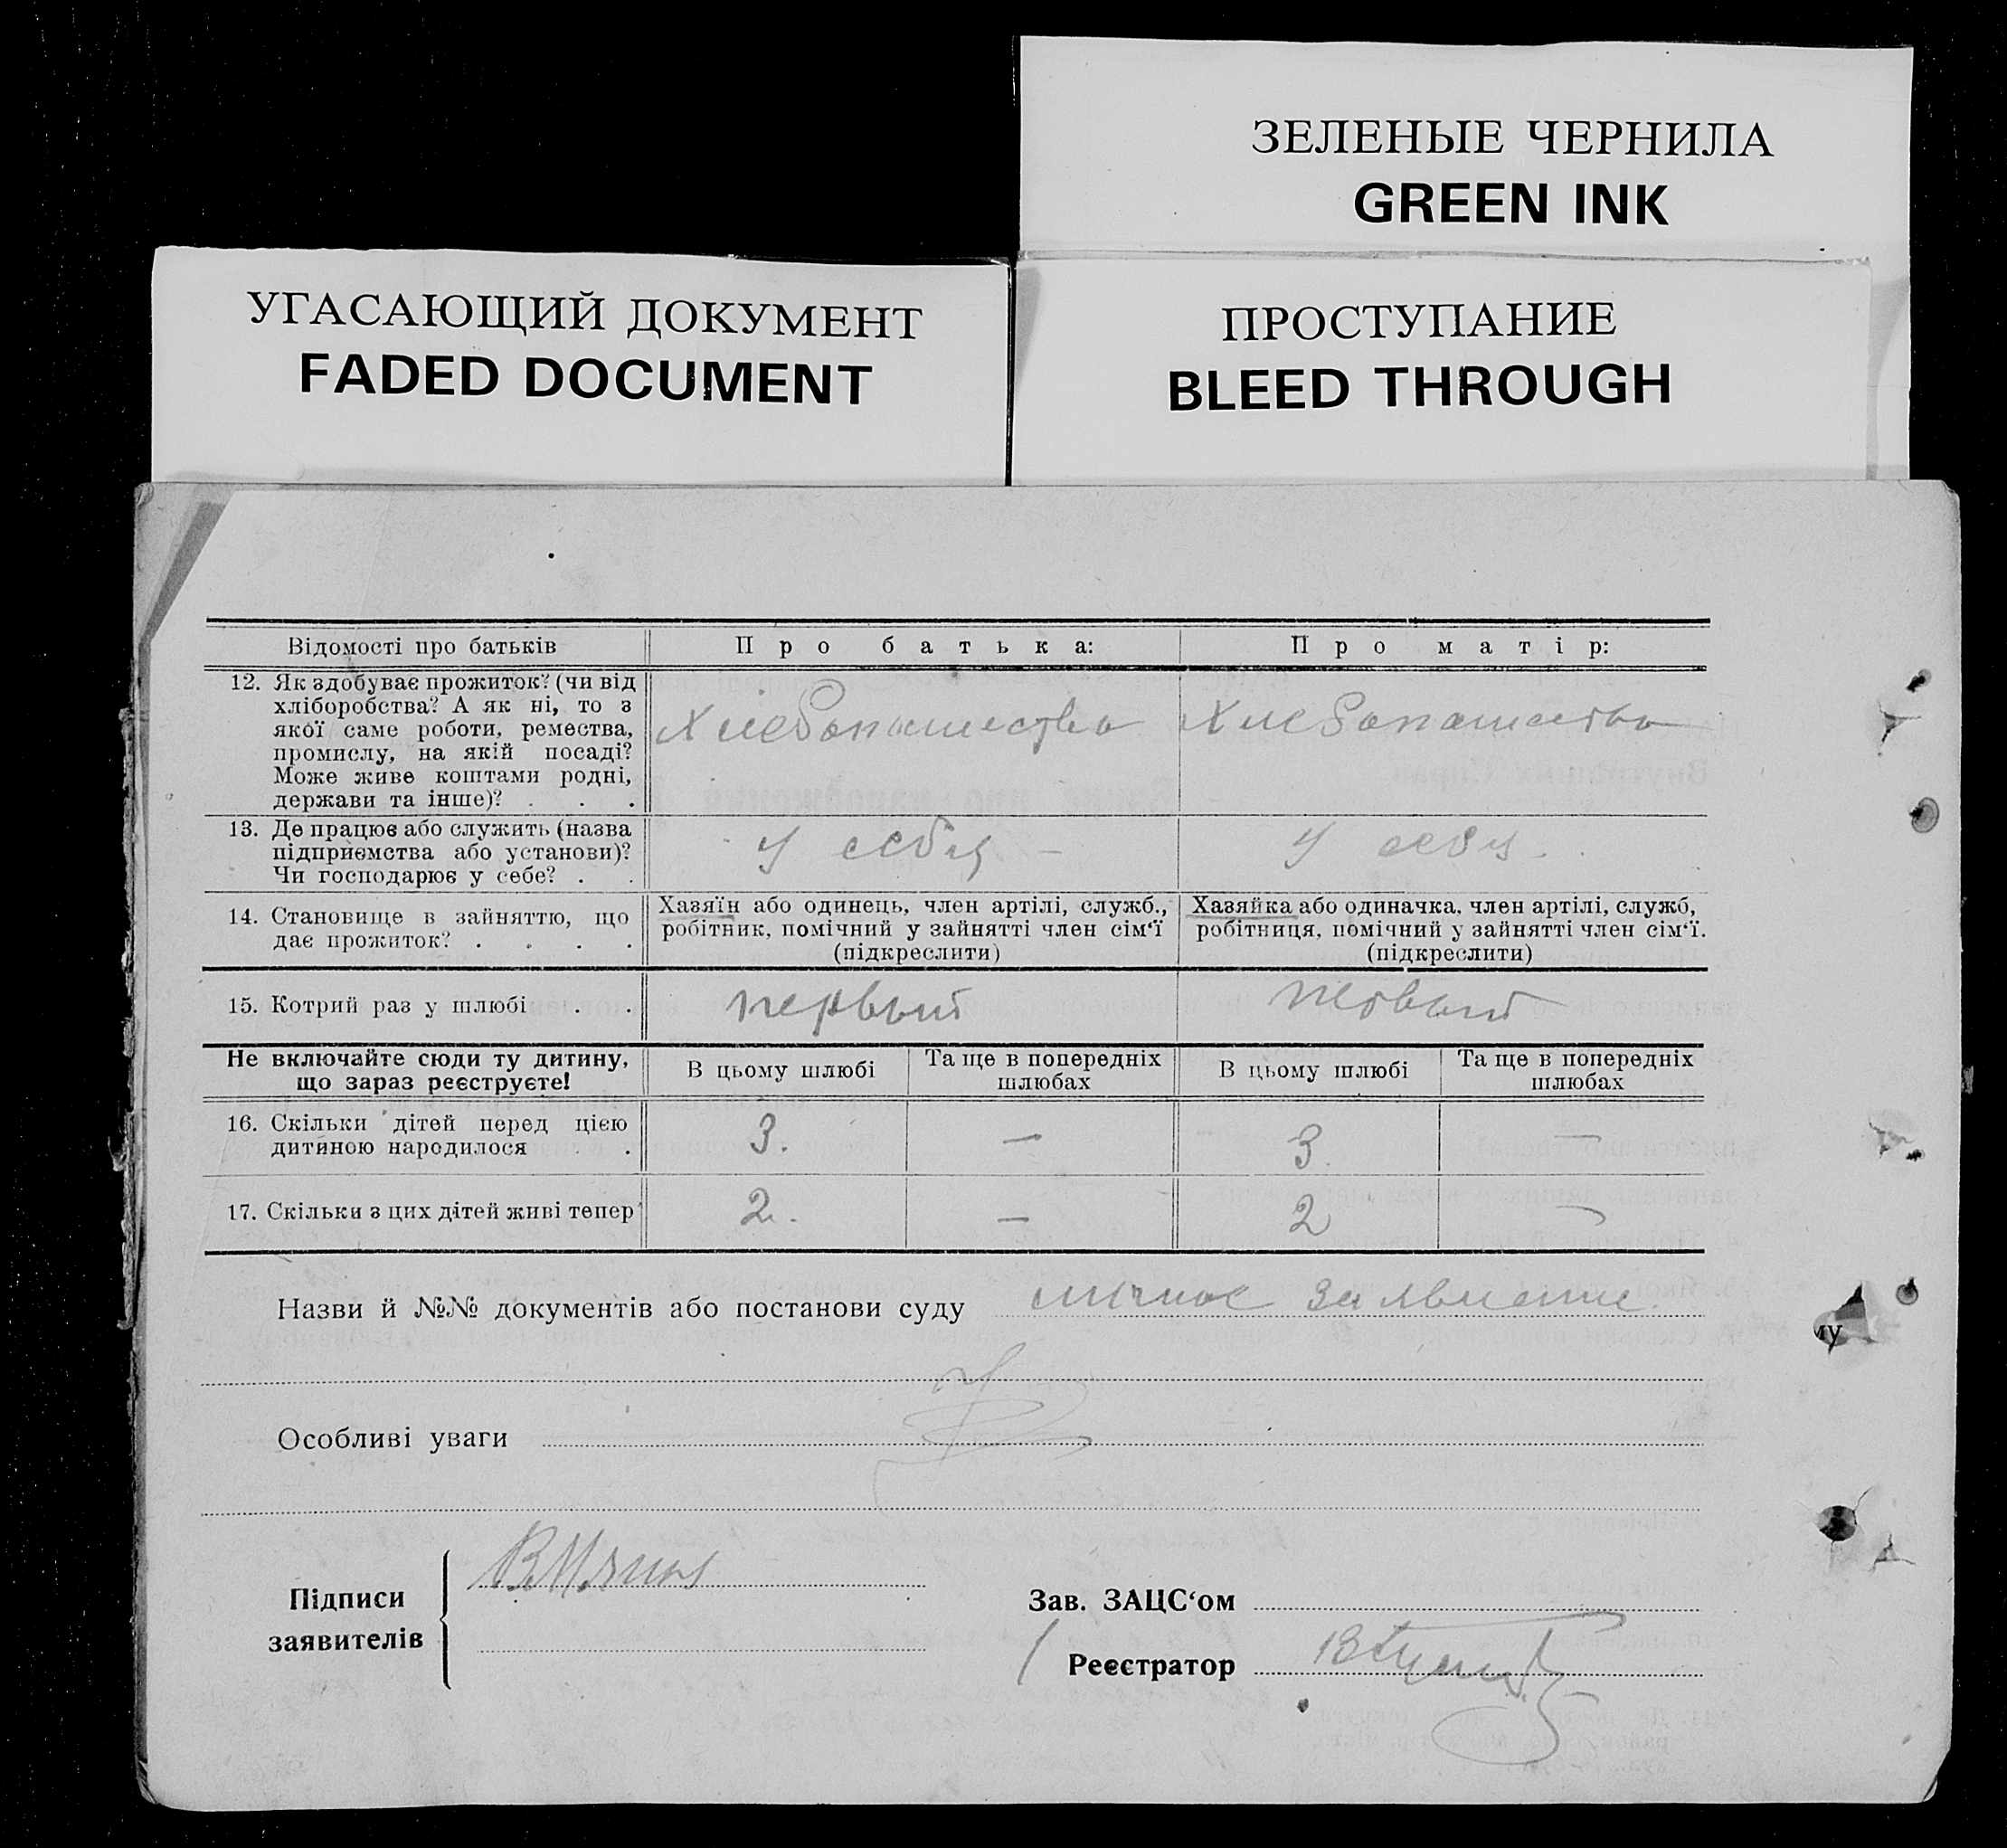 ЗЕЛЕНЫЕ ЧЕРНИЛА
GREEN INK
УГАСАЮЩИЙ ДОКУМЕНТ
FADED DOCUMENT
ПРОСТУПАНИЕ
BLEED THROUGH
Відомості про батьків Про батька: Про матір:
12. Як здобуває прожиток? (чи від
хліборобства? А як ні, то з
якої саме роботи, ремества,
промислу, на якій посаді?
Може живе коштами родні,
держави та інше)? . . .
Хлебопашество Хлебопашество
13. Де працює або служить (назва
підприємства або установи)?
Чи господарює у себе? . .
у себя – у себя.
14. Становище в зайняттю, що
дає прожиток? . . . .
Хазяїн або одинець, член артілі, служб.,
робітник, помічний у зайнятті член сім‘ї
(підкреслити)
Хазяйка або одиначка, член артілі, служб,
робітниця, помічний у зайнятті член сім‘ї.
(підкреслити)
15. Котрий раз у шлюбі . . первый первый
Не включайте сюди ту дитину,
що зараз реєструєте!
В цьому шлюбі Та ще в попередніх
шлюбах
В цьому шлюбі Та ще в попередніх
шлюбах
16. Скільки дітей перед цією
дитиною народилося .
3. — 3. —
17. Скільки з цих дітей живі тепер 2. — 2 —
Назви й №№ документів або постанови суду личное заявление.
му
Особливі уваги
Підписи
заявителів
Зав. ЗАЦС‘ом
Реєстратор